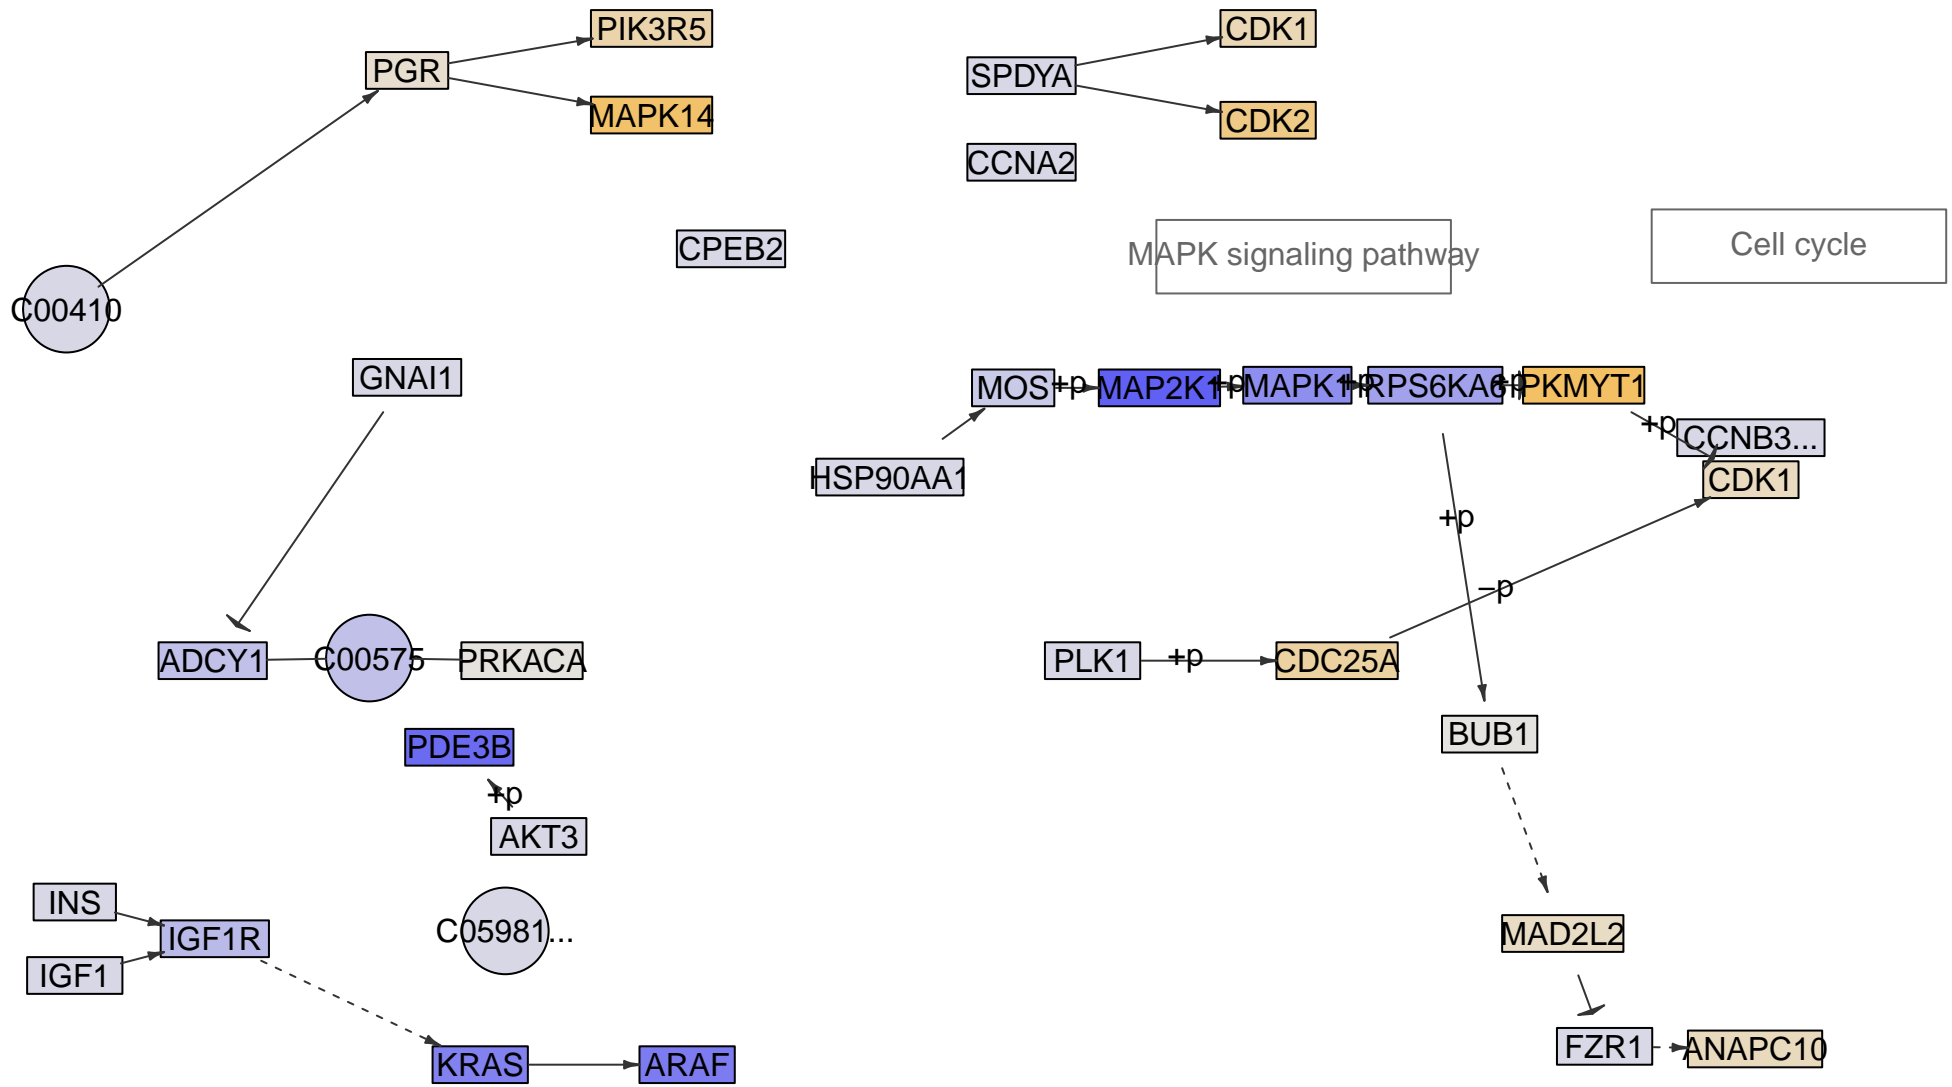 PIK3R5
CDK1
PGR
SPDYA
MAPK14
CDK2
CCNA2
CPEB2
MAPK signaling pathway
Cell cycle
C00410
GNAI1
MOS
+p
MAP2K1
+p
MAPK1
+p
RPS6KA6
+p
PKMYT1
+p
CCNB3...
HSP90AA1
CDK1
+p
−p
ADCY1
C00575
PRKACA
PLK1
+p
CDC25A
BUB1
PDE3B
+p
AKT3
INS
IGF1R
C05981...
MAD2L2
IGF1
FZR1
ANAPC10
KRAS
ARAF